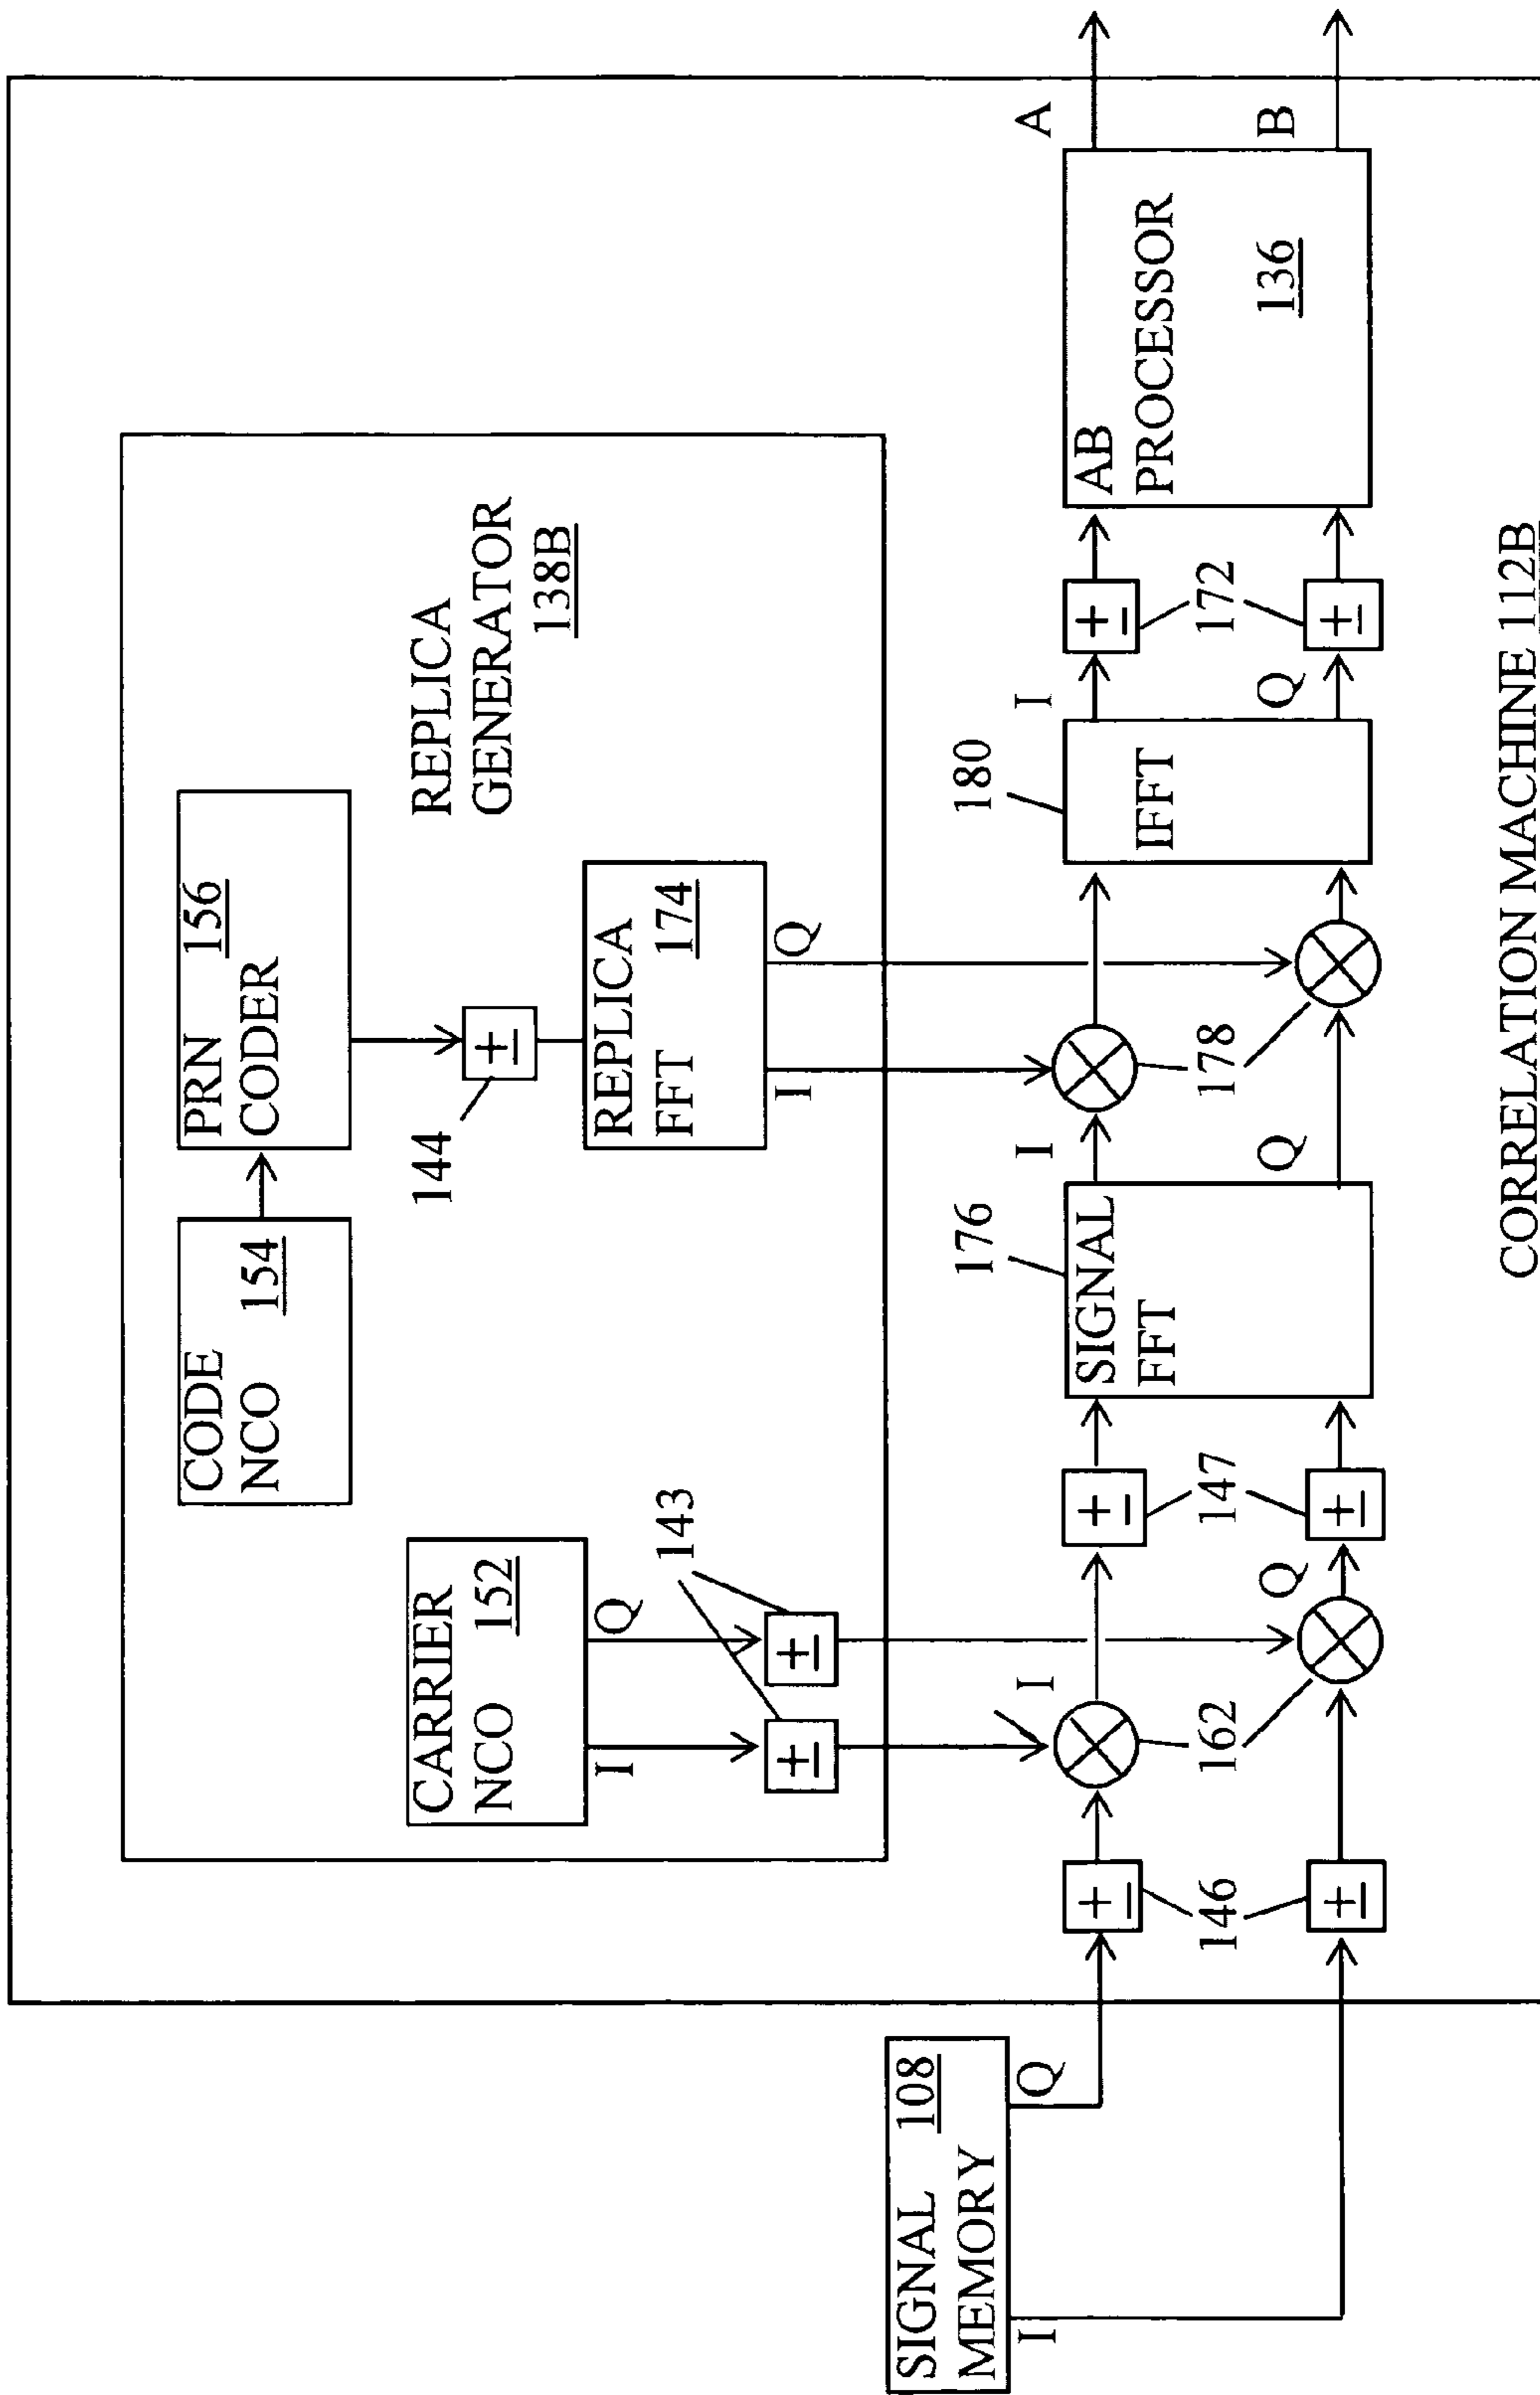 CODE
NCO 154
PRN 156
CODER
144
CARRIER
NCO 152
I
Q
143
REPLICA
FFT 174
I
Q
REPLICA
GENERATOR
138B
SIGNAL 108
MEMORY
I
Q
146
162
I
Q
147
176
SIGNAL
FFT
I
Q
178
180
IFFT
I
Q
172
AB
PROCESSOR
136
A
B
±
±
±
±
±
±
±
±
±
CORRELATION MACHINE 112B